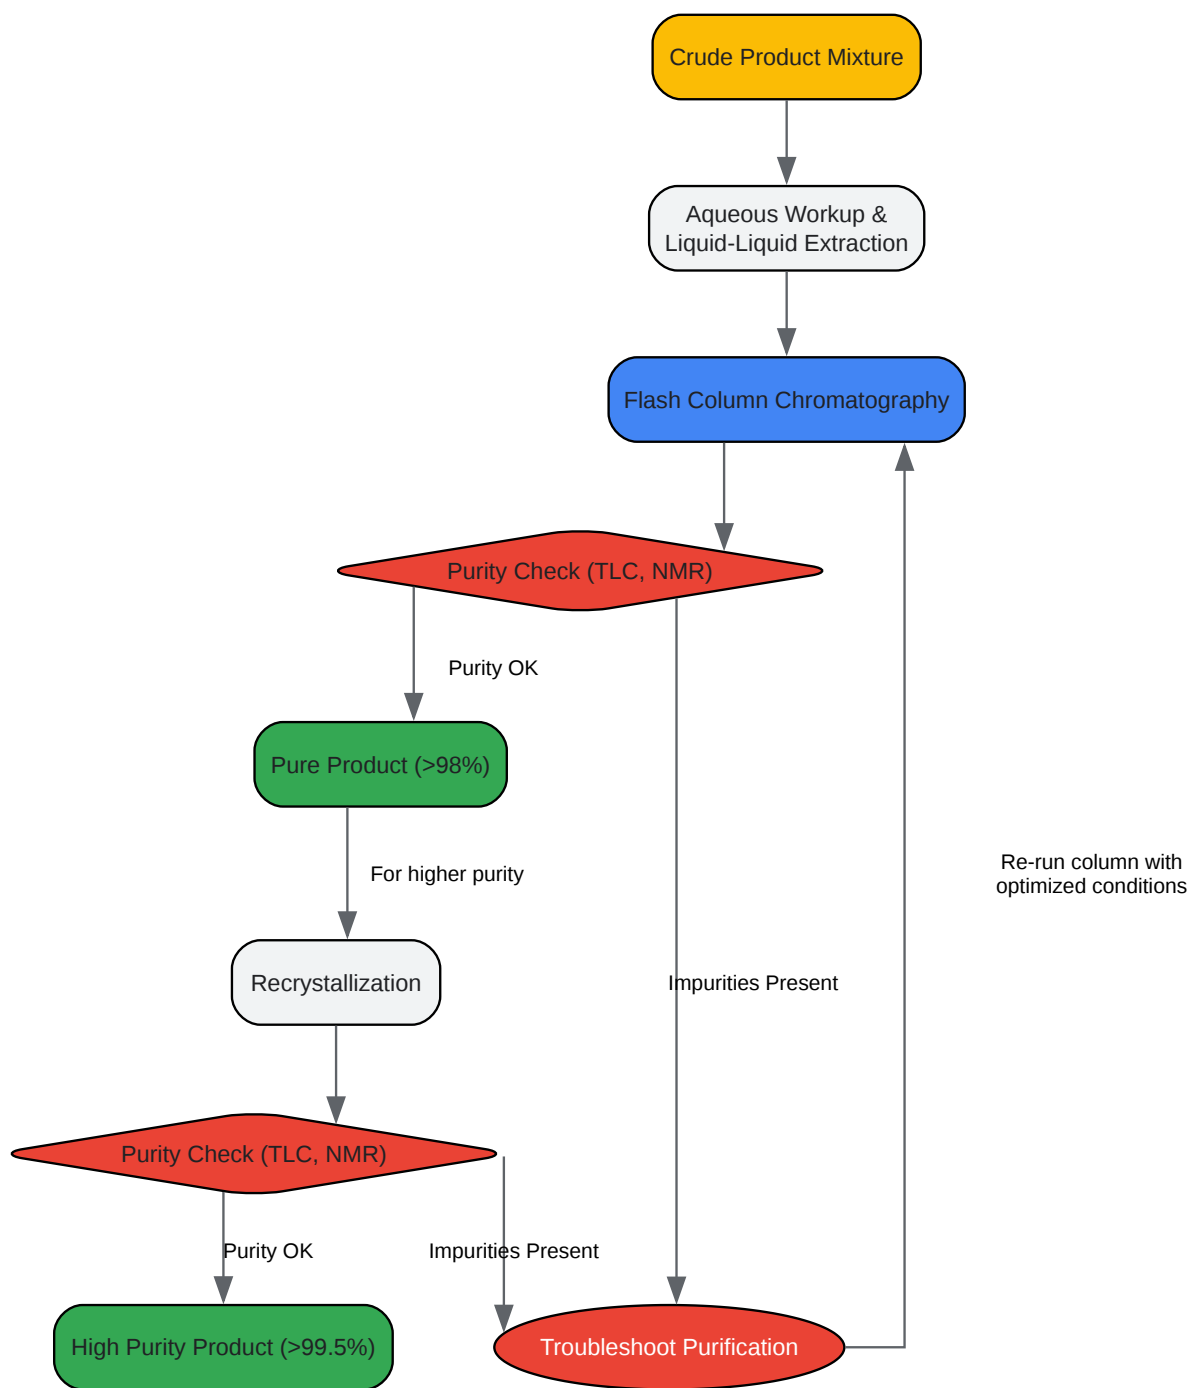 Crude Product Mixture
Aqueous Workup &
Liquid-Liquid Extraction
Flash Column Chromatography
Purity Check (TLC, NMR)
Purity OK
Pure Product (>98%)
For higher purity
Re-run column with
optimized conditions
Recrystallization
Impurities Present
Purity Check (TLC, NMR)
Purity OK
Impurities Present
High Purity Product (>99.5%)
Troubleshoot Purification